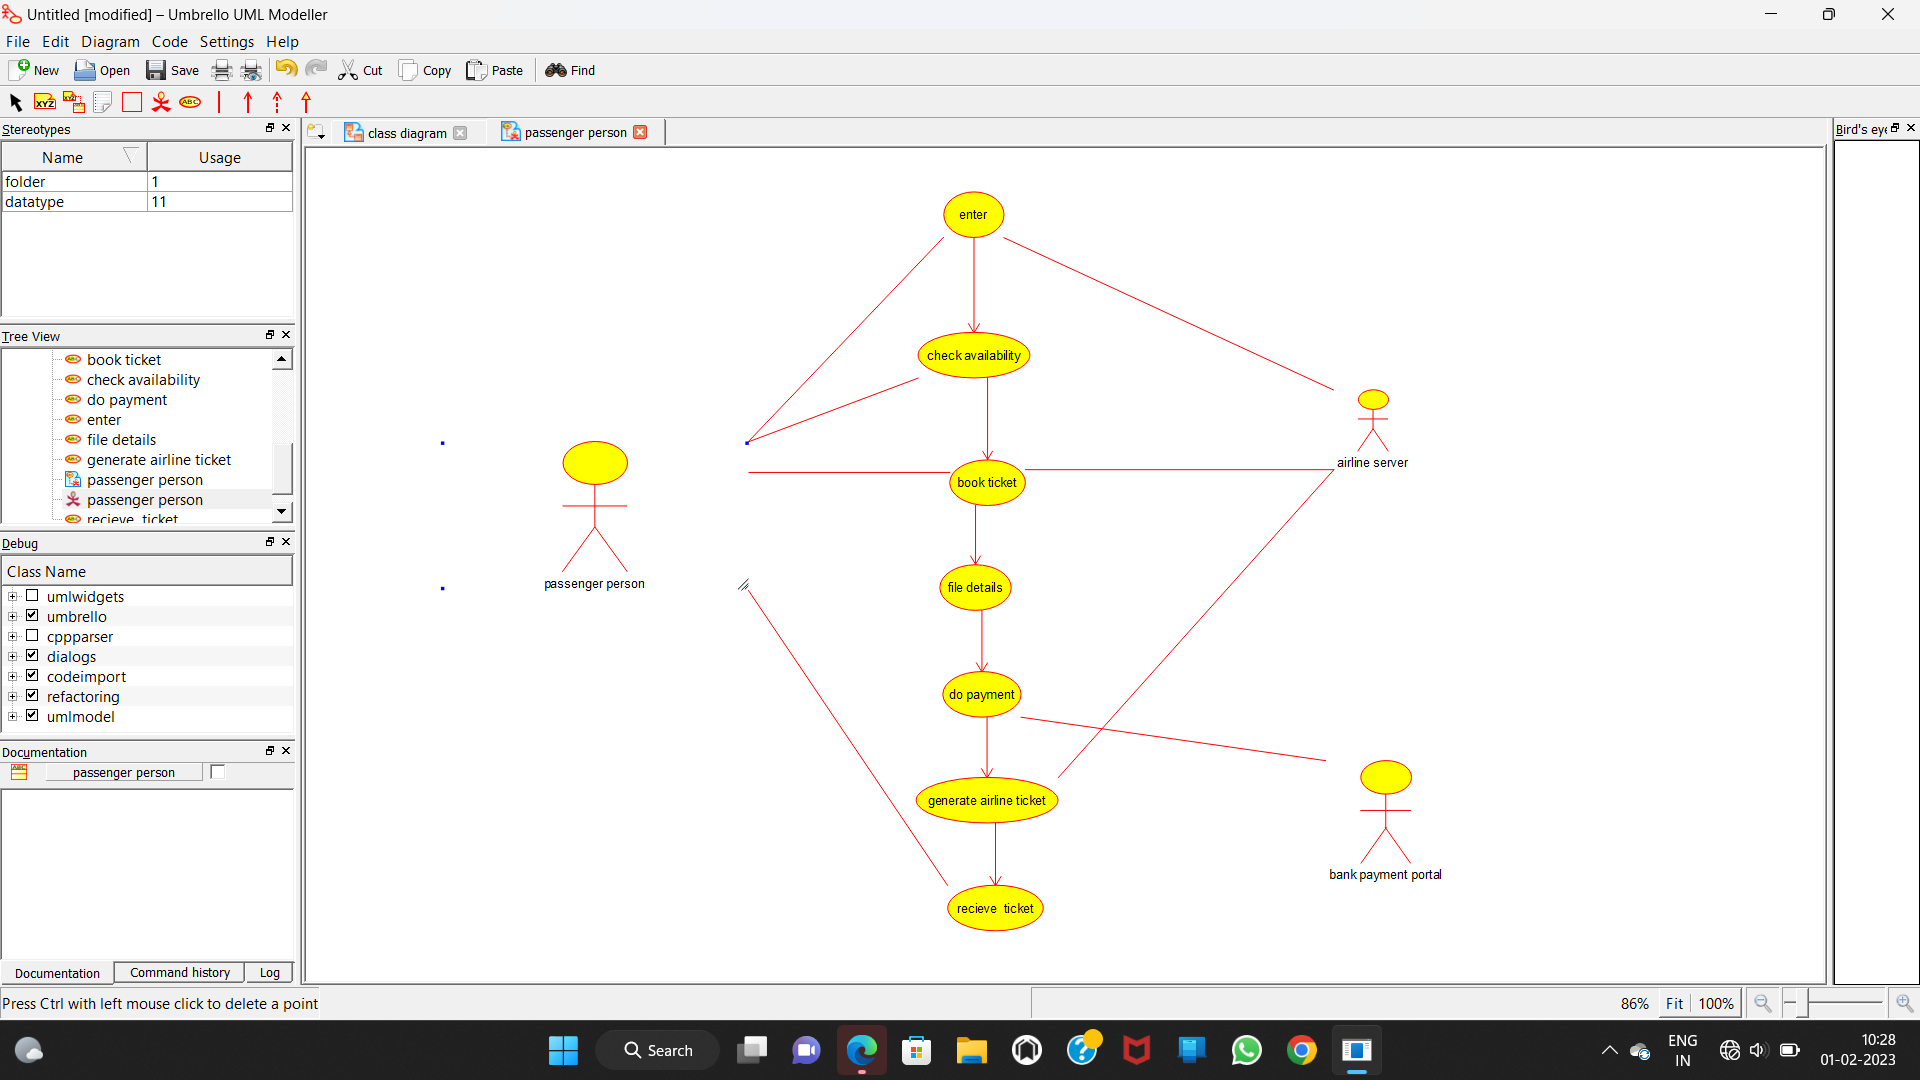 Untitled [modified] – Umbrello UML Modeller
File Edit Diagram Code Settings Help
New Open Save Cut Copy Paste Find
XYZ XYZ ABC
Stereotypes
Name Usage
folder 1
datatype 11
Tree View
book ticket
check availability
do payment
enter
file details
generate airline ticket
passenger person
passenger person
recieve ticket
Debug
Class Name
umlwidgets
umbrello
cppparser
dialogs
codeimport
refactoring
umlmodel
Documentation
passenger person
Documentation Command history Log
class diagram passenger person
enter
check availability
book ticket
file details
do payment
generate airline ticket
recieve ticket
passenger person
airline server
bank payment portal
Bird's eye
Press Ctrl with left mouse click to delete a point
86% Fit 100%
Search
ENG
IN
10:28
01-02-2023